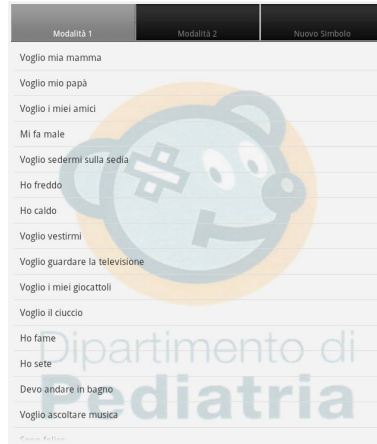 Modalità 1
Modalità 2
Nuovo Simbolo
Voglio mia mamma
Voglio mio papà
Voglio i miei amici
Mi fa male
Voglio sedermi sulla sedia
Ho freddo
Ho caldo
Voglio vestirmi
Voglio guardare la televisione
Voglio i miei giocattoli
Voglio il ciuccio
Ho fame
Ho sete
Devo andare in bagno
Voglio ascoltare musica
Dipartimento di
Pediatria